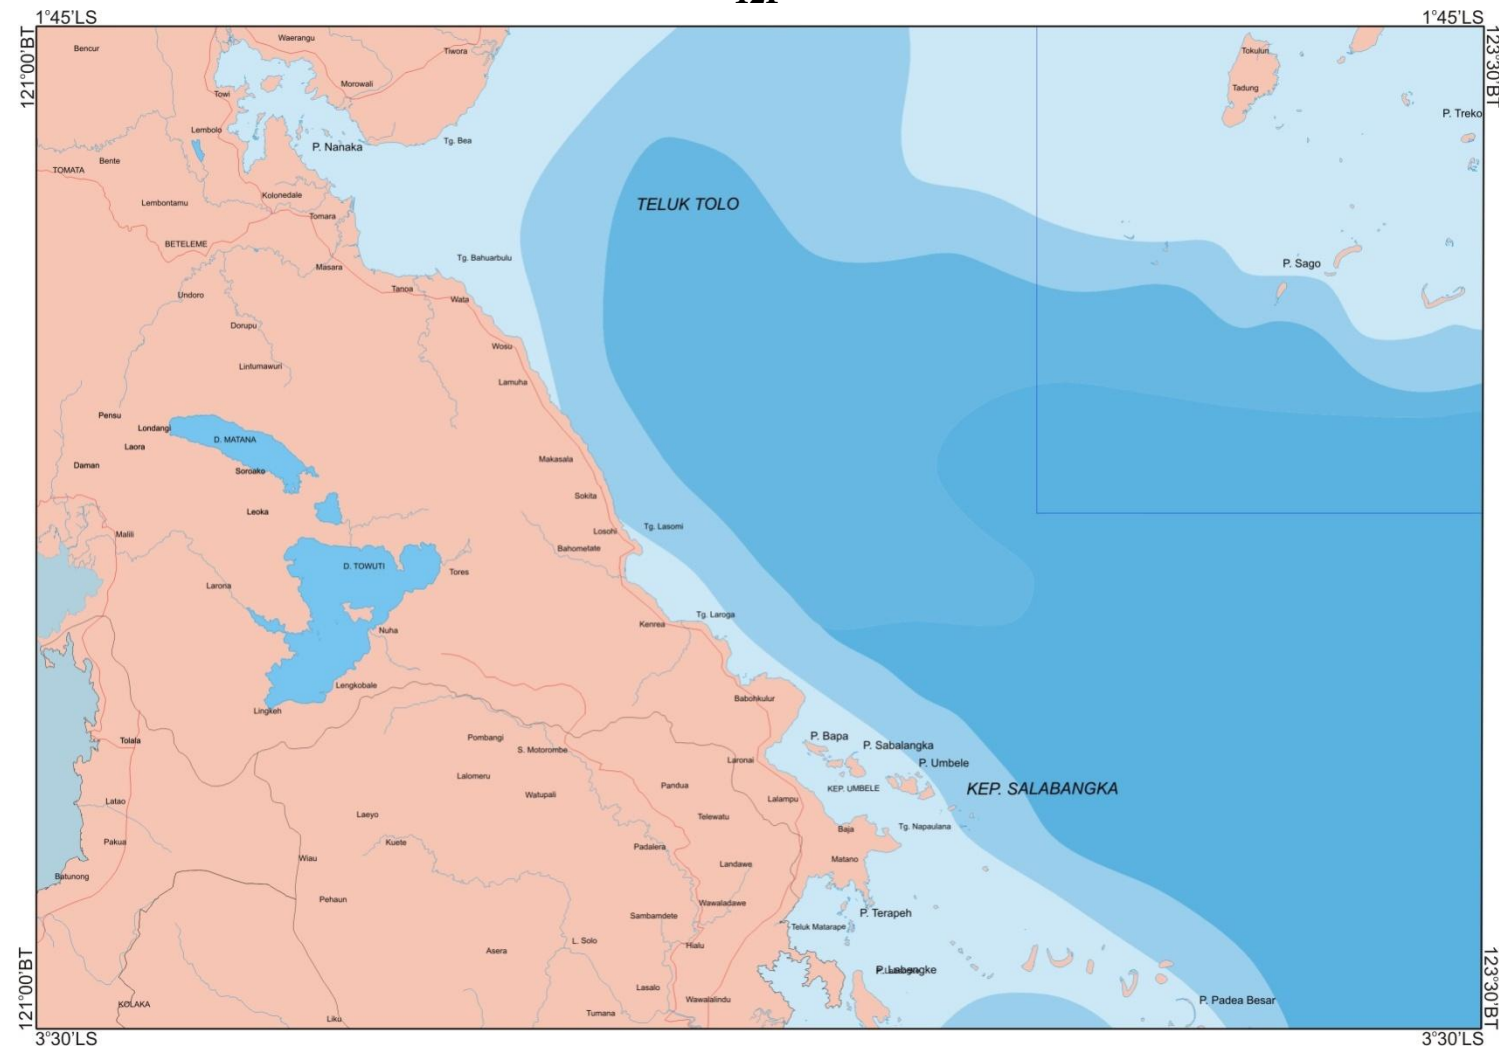 121
1°45'LS
1°45'LS
121°00'BT
123°30'BT
Waerangu
Bencur
Tiwora
Tokulun
Morowali
Tadung
Towi
P. Treko
Lembolo
Tg. Bea
P. Nanaka
Bente
TOMATA
Kolonedale
Lembontamu
TELUK TOLO
Tomara
BETELEME
Tg. Bahuarbulu
P. Sago
Masara
Tanoa
Undoro
Wata
Dorupu
Wosu
Lintumawuri
Lamuha
Pensu
Londangi
D. MATANA
Laora
Makasala
Daman
Soroako
Sokita
Leoka
Tg. Lasomi
Losohi
Malili
Bahometate
D. TOWUTI
Tores
Larona
Tg. Laroga
Kenrea
Nuha
Lengkobale
Babohkulur
Lingkeh
P. Bapa
Pombangi
Tolala
P. Sabalangka
S. Motorombe
Laronai
P. Umbele
Lalomeru
Pandua
KEP. UMBELE
KEP. SALABANGKA
Watupali
Lalampu
Latao
Laeyo
Telewatu
Tg. Napaulana
Baja
Pakua
Kuete
Padalera
Wiau
Matano
Landawe
Batunong
Pehaun
Wawaladawe
P. Terapeh
Sambamdete
Teluk Matarape
L. Solo
Hialu
Asera
P. Labangke
Lasalo
Wawalalindu
P. Padea Besar
KOLAKA
Tumana
Liku
121°00'BT
123°30'BT
3°30'LS
3°30'LS